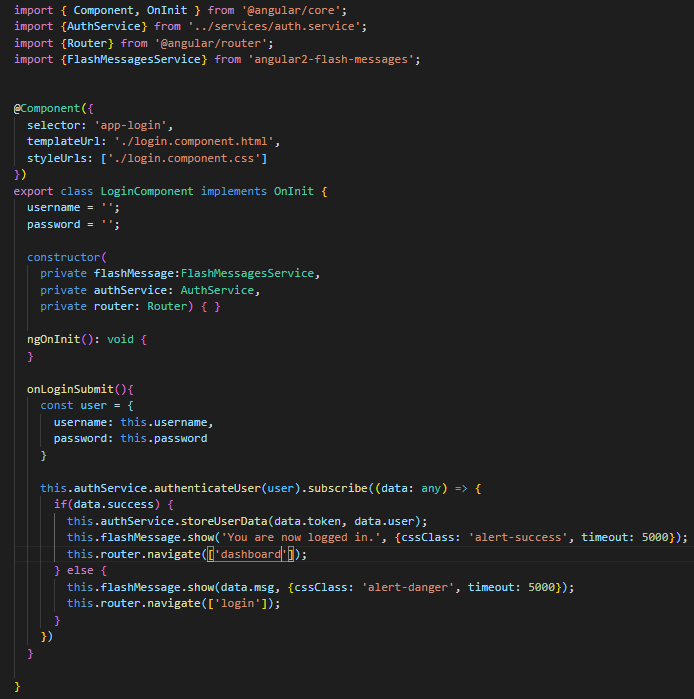 import { Component, OnInit } from '@angular/core';
import {AuthService} from '../services/auth.service';
import {Router} from '@angular/router';
import {FlashMessagesService} from 'angular2-flash-messages';
@Component({
selector: 'app-login',
templateUrl: './login.component.html',
styleUrls: ['./login.component.css']
})
export class LoginComponent implements OnInit {
username = '';
password = '';
constructor(
private flashMessage:FlashMessagesService,
private authService: AuthService,
private router: Router) { }
ngOnInit(): void {
}
onLoginSubmit(){
const user = {
username: this.username,
password: this.password
}
this.authService.authenticateUser(user).subscribe((data: any) => {
if(data.success) {
this.authService.storeUserData(data.token, data.user);
this.flashMessage.show('You are now logged in.', {cssClass: 'alert-success', timeout: 5000});
this.router.navigate(['dashboard']);
} else {
this.flashMessage.show(data.msg, {cssClass: 'alert-danger', timeout: 5000});
this.router.navigate(['login']);
}
})
}
}